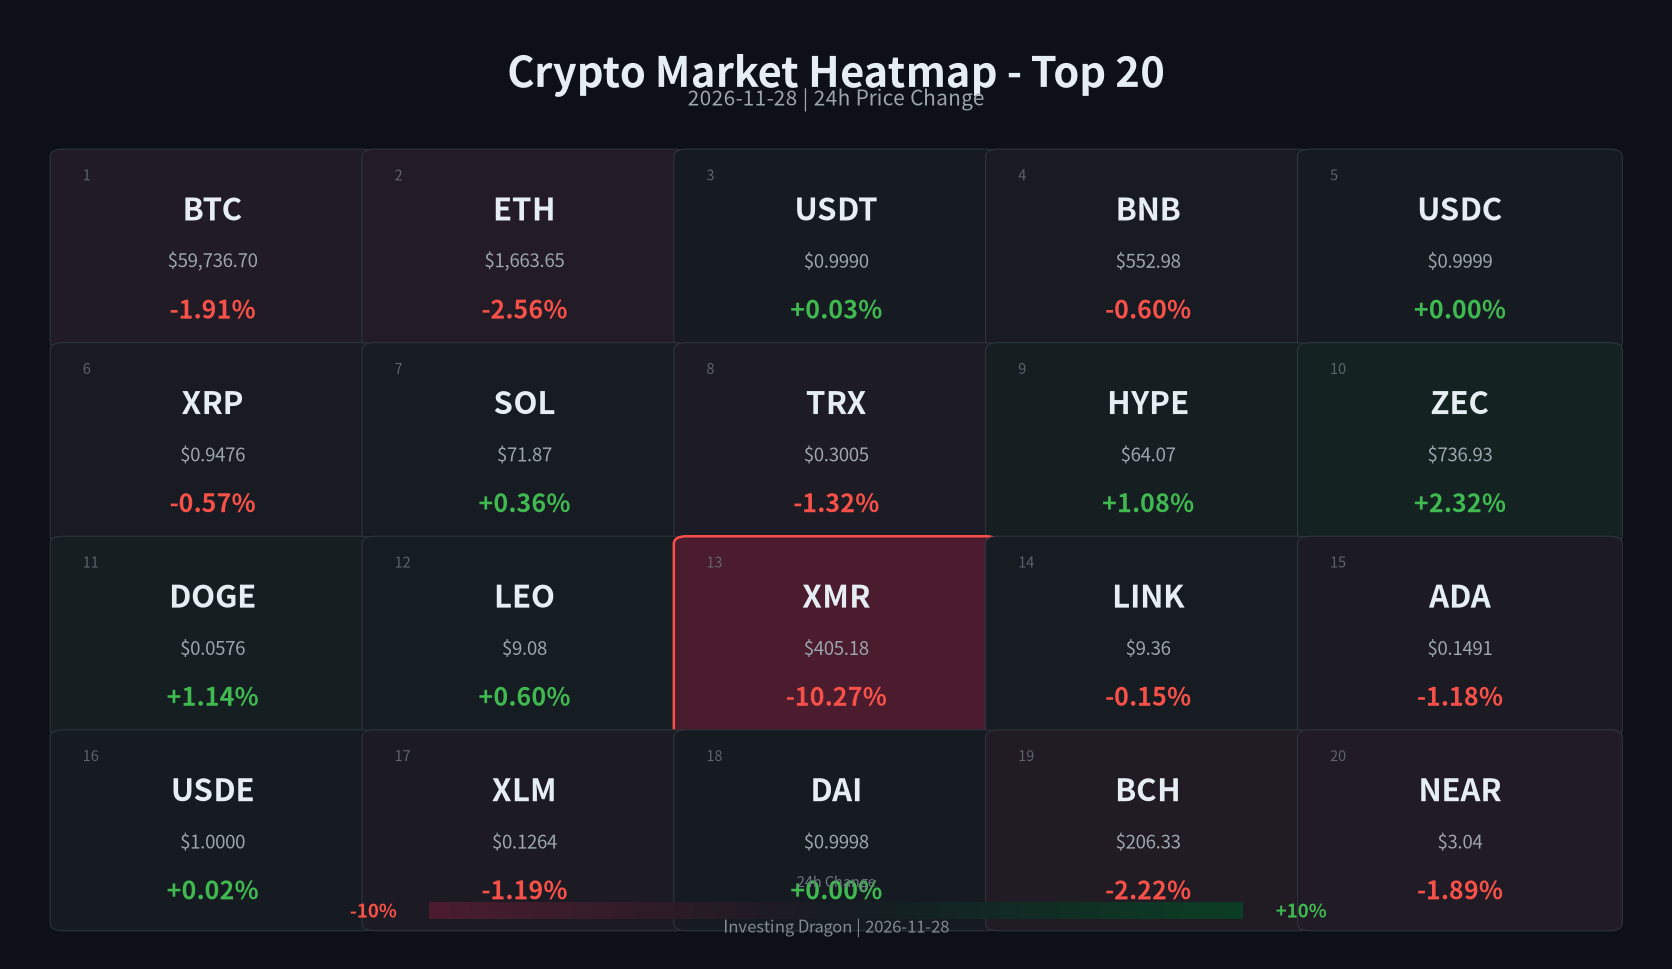 Crypto Market Heatmap - Top 20
2026-11-28 | 24h Price Change
1
BTC
$59,736.70
-1.91%
2
ETH
$1,663.65
-2.56%
3
USDT
$0.9990
+0.03%
4
BNB
$552.98
-0.60%
5
USDC
$0.9999
+0.00%
6
XRP
$0.9476
-0.57%
7
SOL
$71.87
+0.36%
8
TRX
$0.3005
-1.32%
9
HYPE
$64.07
+1.08%
10
ZEC
$736.93
+2.32%
11
DOGE
$0.0576
+1.14%
12
LEO
$9.08
+0.60%
13
XMR
$405.18
-10.27%
14
LINK
$9.36
-0.15%
15
ADA
$0.1491
-1.18%
16
USDE
$1.0000
+0.02%
17
XLM
$0.1264
-1.19%
18
DAI
$0.9998
+0.00%
19
BCH
$206.33
-2.22%
20
NEAR
$3.04
-1.89%
24h Change
-10%
+10%
Investing Dragon | 2026-11-28